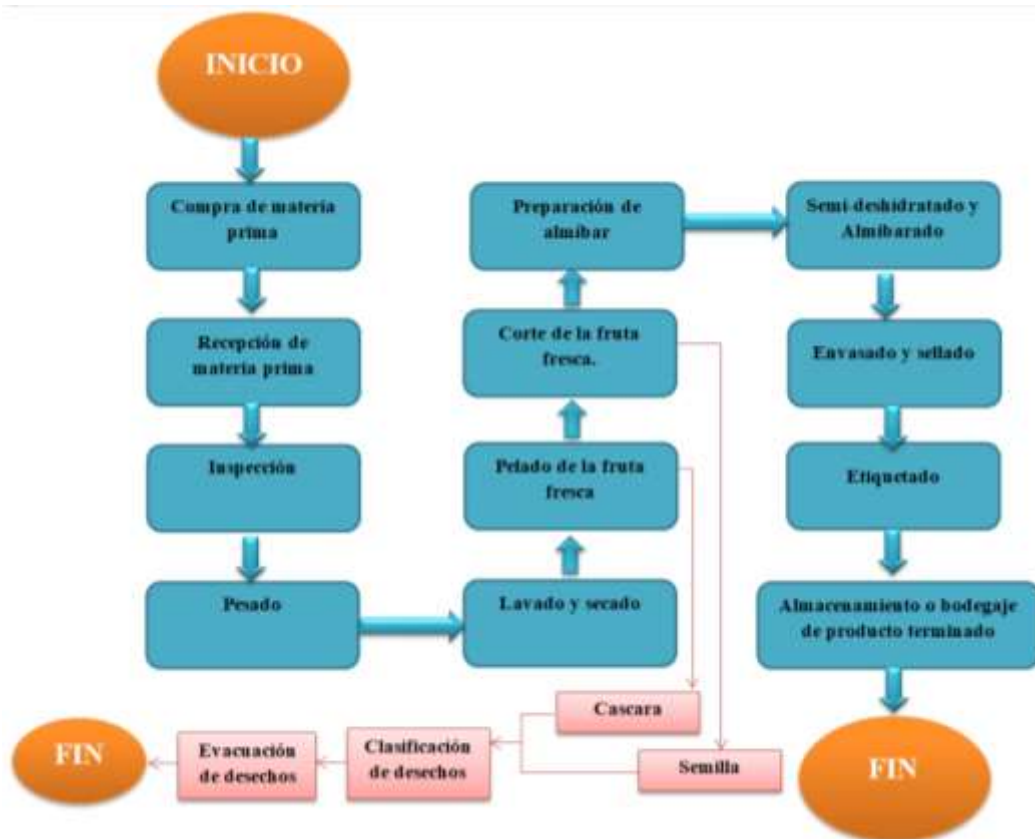 INICIO
Compra de materia
prima
Recepción de
materia prima
Inspección
Pesado
Lavado y secado
Pelado de la fruta
fresca
Corte de la fruta
fresca.
Preparación de
almíbar
Semi-deshidratado y
Almibarado
Envasado y sellado
Etiquetado
Almacenamiento o bodegaje
de producto terminado
FIN
Cascara
Semilla
Clasificación
de desechos
Evacuación
de desechos
FIN